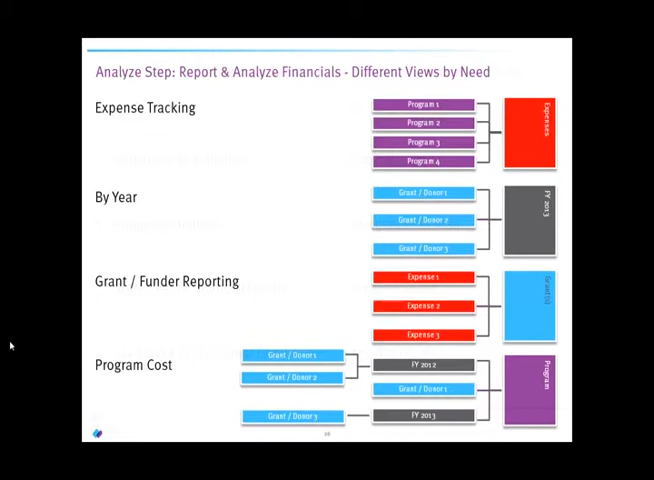 Analyze Step: Report & Analyze Financials - Different Views by Need
Expense Tracking
Program 1
Program 2
Program 3
Program 4
Expenses
By Year
Grant / Donor 1
Grant / Donor 2
Grant / Donor 3
FY 2013
Grant / Funder Reporting
Expense 1
Expense 2
Expense 3
Grant(s)
Program Cost
Grant / Donor 1
Grant / Donor 2
Grant / Donor 3
FY 2012
Grant / Donor 1
FY 2013
Program